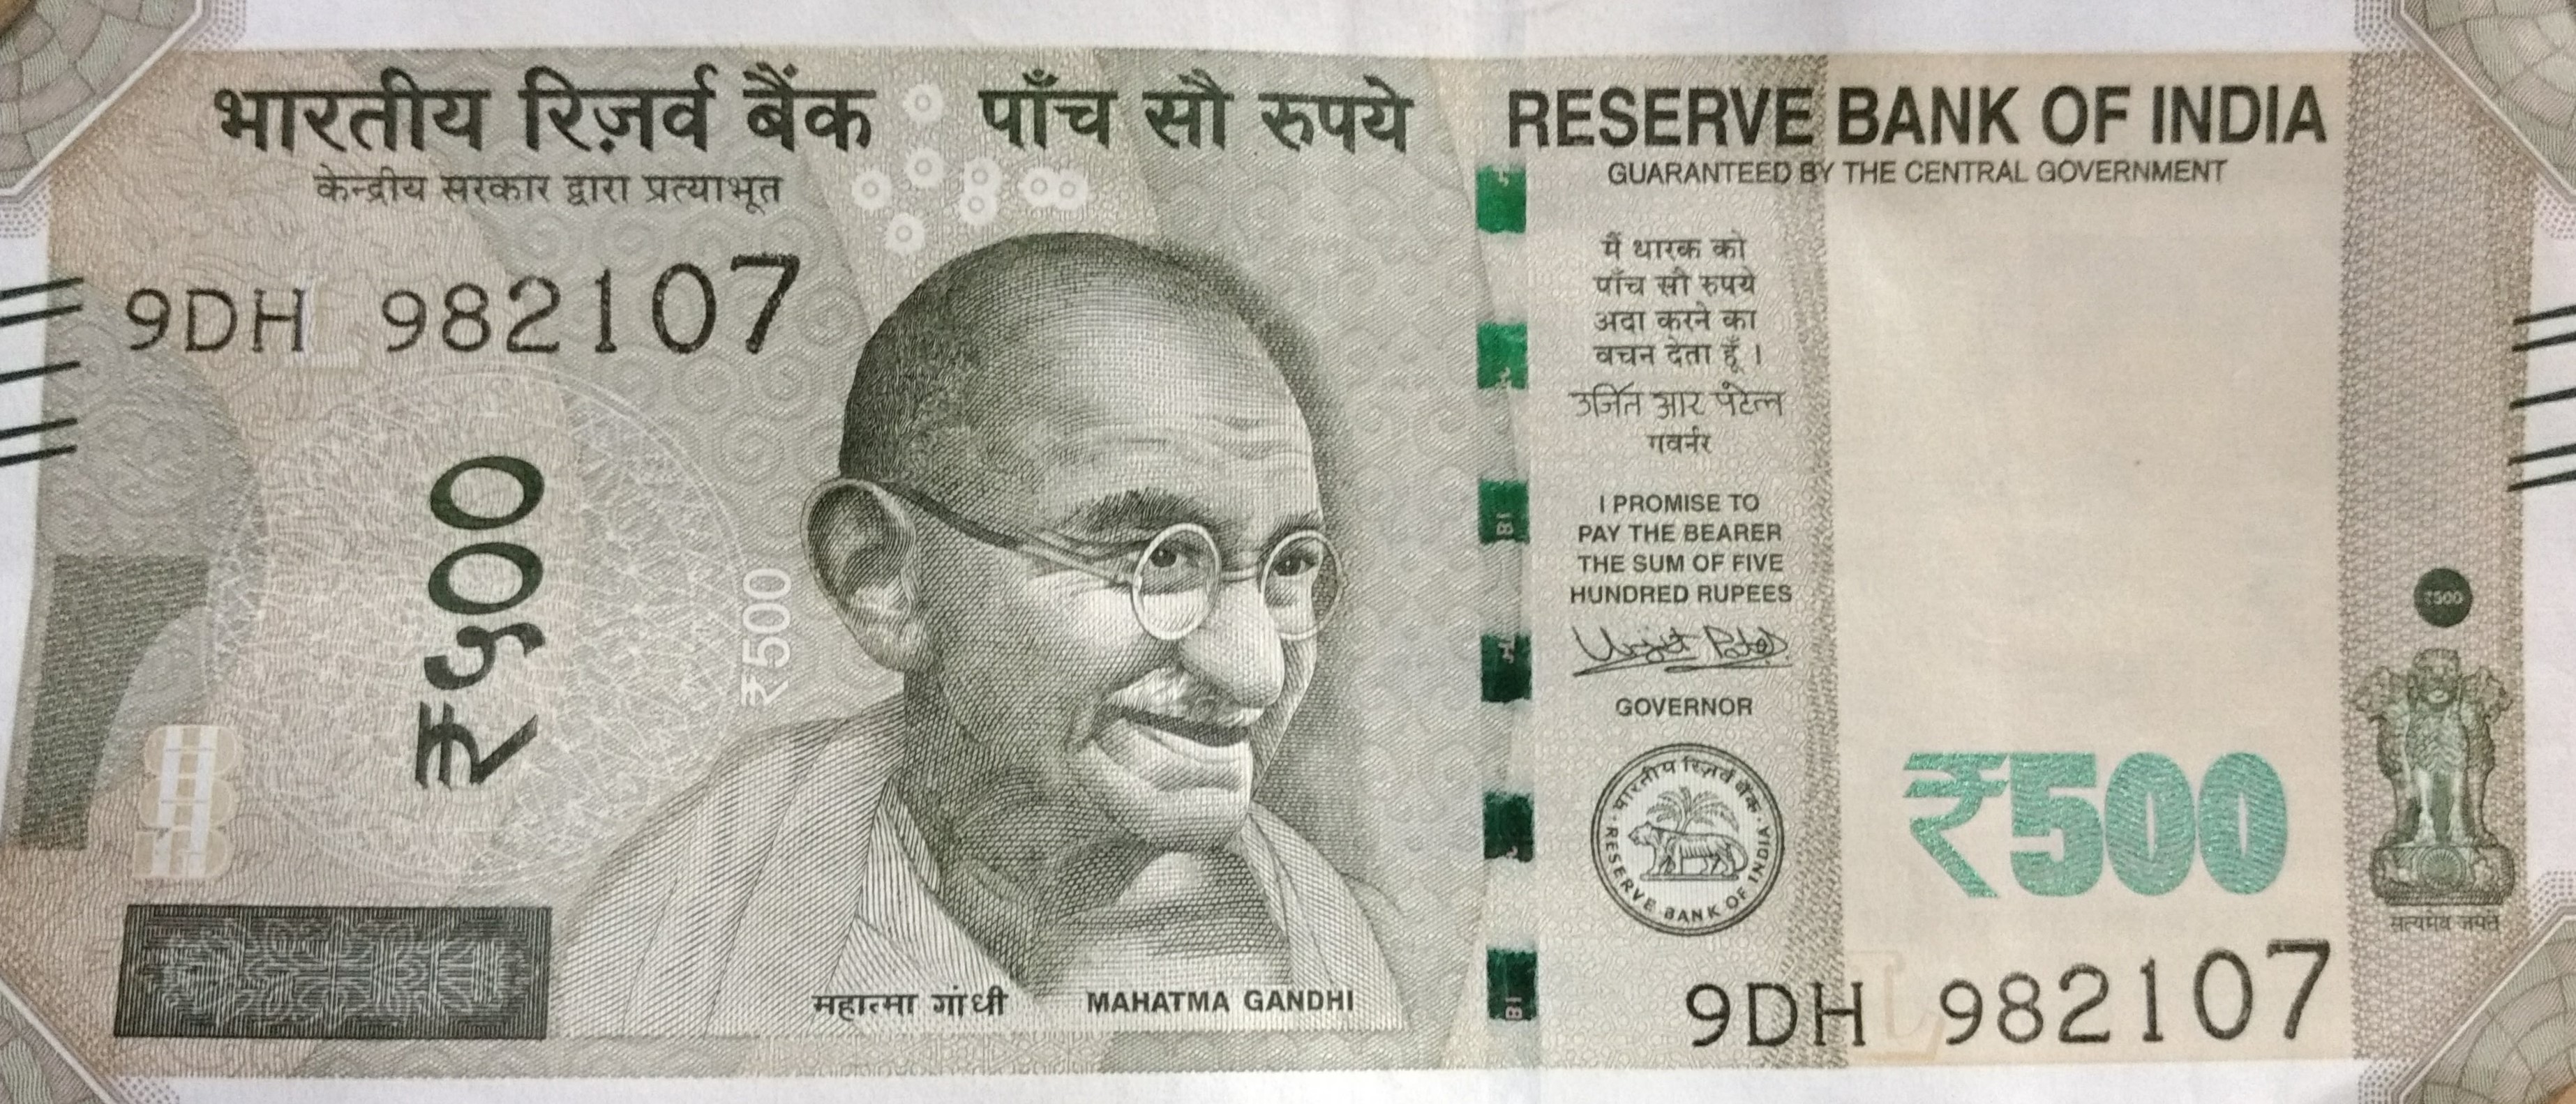 भारतीय रिज़र्व बैंक
केन्द्रीय सरकार द्वारा प्रत्याभूत
पाँच सौ रुपये
RESERVE BANK OF INDIA
GUARANTEED BY THE CENTRAL GOVERNMENT
9DH 982107
₹५००
₹500
मैं धारक को
पाँच सौ रुपये
अदा करने का
वचन देता हूँ ।
उर्जित आर पटेल
गवर्नर
I PROMISE TO
PAY THE BEARER
THE SUM OF FIVE
HUNDRED RUPEES
Urjit Patel
GOVERNOR
भारतीय रिज़र्व बैंक
RESERVE BANK OF INDIA
₹500
₹500
सत्यमेव जयते
महात्मा गांधी
MAHATMA GANDHI
9DH 982107